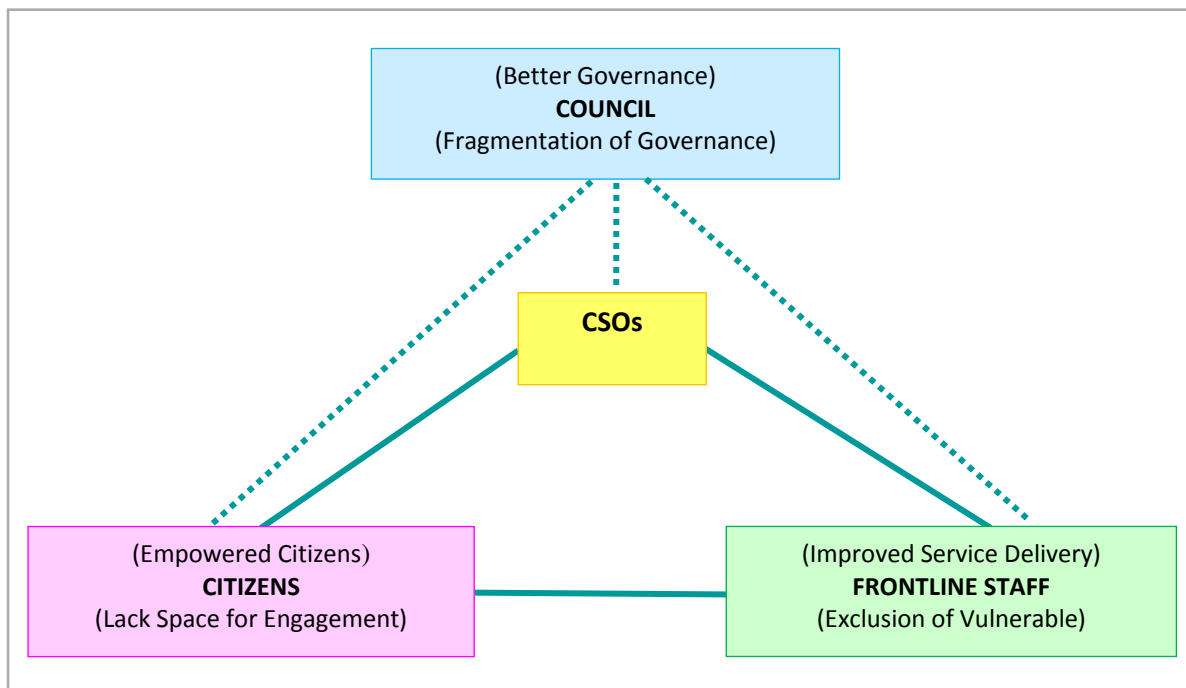 (Better Governance)
COUNCIL
(Fragmentation of Governance)
CSOs
(Empowered Citizens)
CITIZENS
(Lack Space for Engagement)
(Improved Service Delivery)
FRONTLINE STAFF
(Exclusion of Vulnerable)